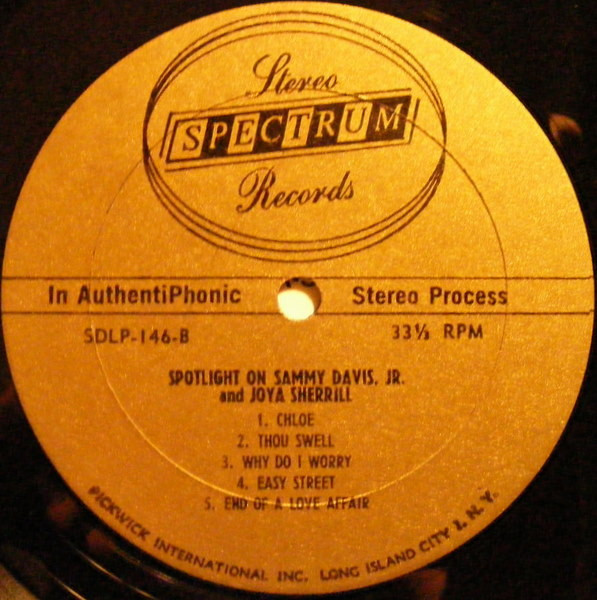 Stereo
SPECTRUM
Records
In AuthentiPhonic Stereo Process
SDLP-146-B 33⅓ RPM
SPOTLIGHT ON SAMMY DAVIS, JR.
and JOYA SHERRILL
1. CHLOE
2. THOU SWELL
3. WHY DO I WORRY
4. EASY STREET
5. END OF A LOVE AFFAIR
PICKWICK INTERNATIONAL INC. LONG ISLAND CITY 1, N. Y.